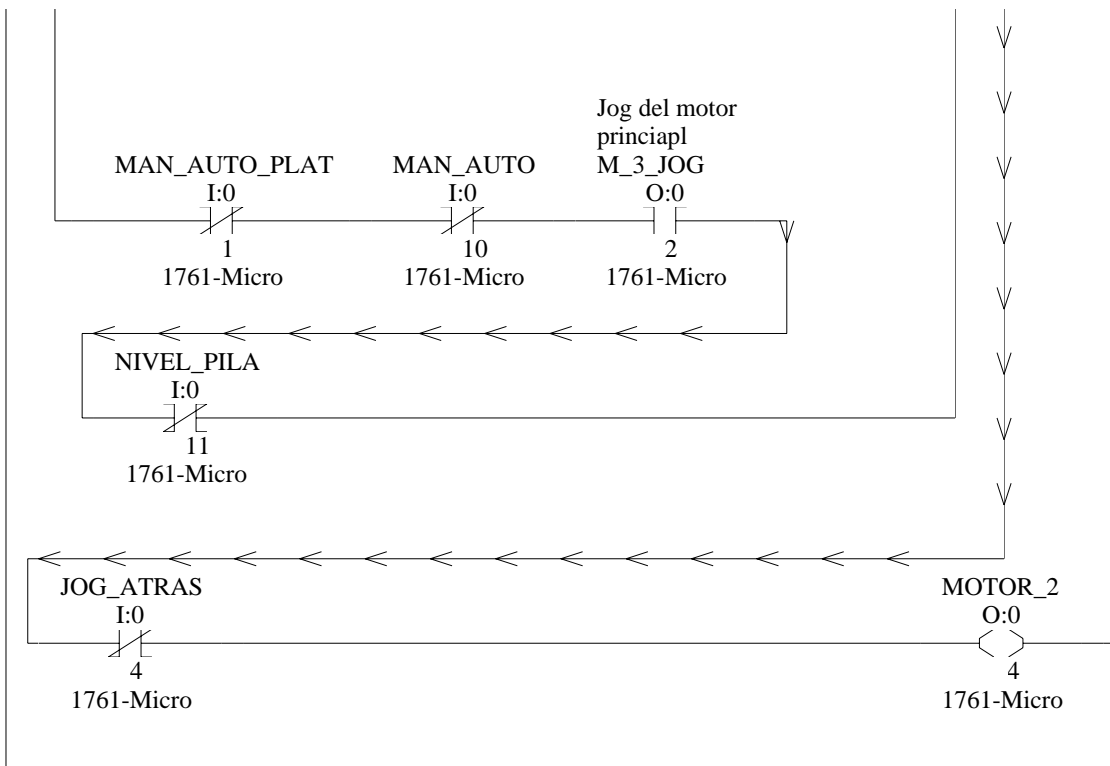 Jog del motor
princiapl
MAN_AUTO_PLAT MAN_AUTO M_3_JOG
I:0 I:0 O:0
1 10 2
1761-Micro 1761-Micro 1761-Micro
NIVEL_PILA
I:0
11
1761-Micro
JOG_ATRAS MOTOR_2
I:0 O:0
4 4
1761-Micro 1761-Micro